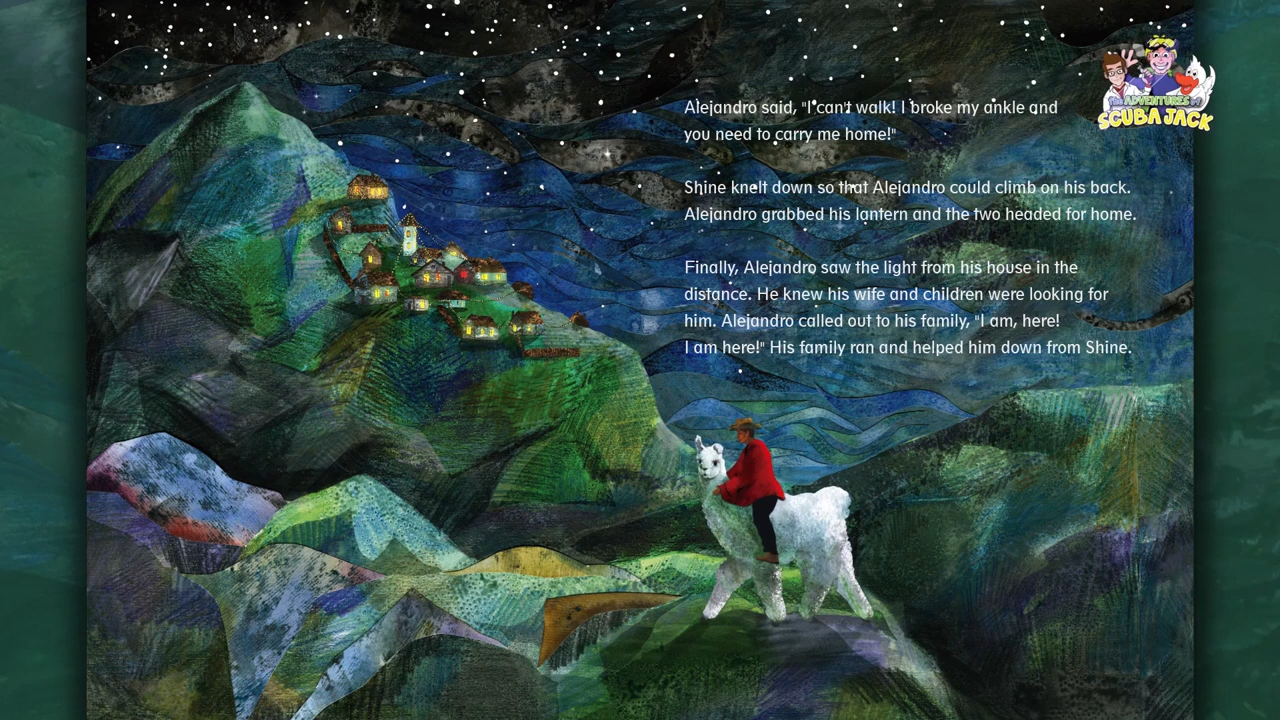 Alejandro said, "I can't walk! I broke my ankle and
you need to carry me home!"
Shine knelt down so that Alejandro could climb on his back.
Alejandro grabbed his lantern and the two headed for home.
Finally, Alejandro saw the light from his house in the
distance. He knew his wife and children were looking for
him. Alejandro called out to his family, "I am, here!
I am here!" His family ran and helped him down from Shine.
THE ADVENTURES OF
SCUBA JACK